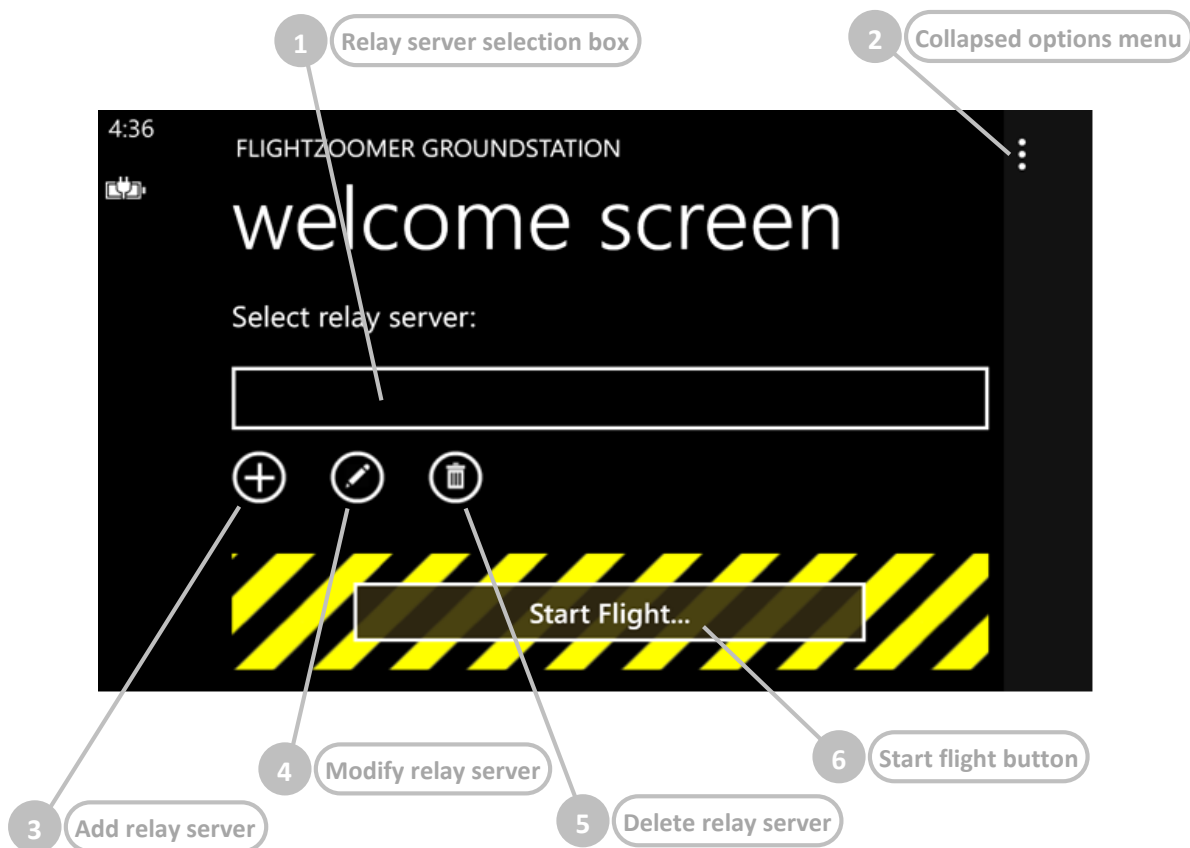 1 Relay server selection box
2 Collapsed options menu
4:36
FLIGHTZOOMER GROUNDSTATION
welcome screen
Select relay server:
Start Flight...
6 Start flight button
4 Modify relay server
5 Delete relay server
3 Add relay server